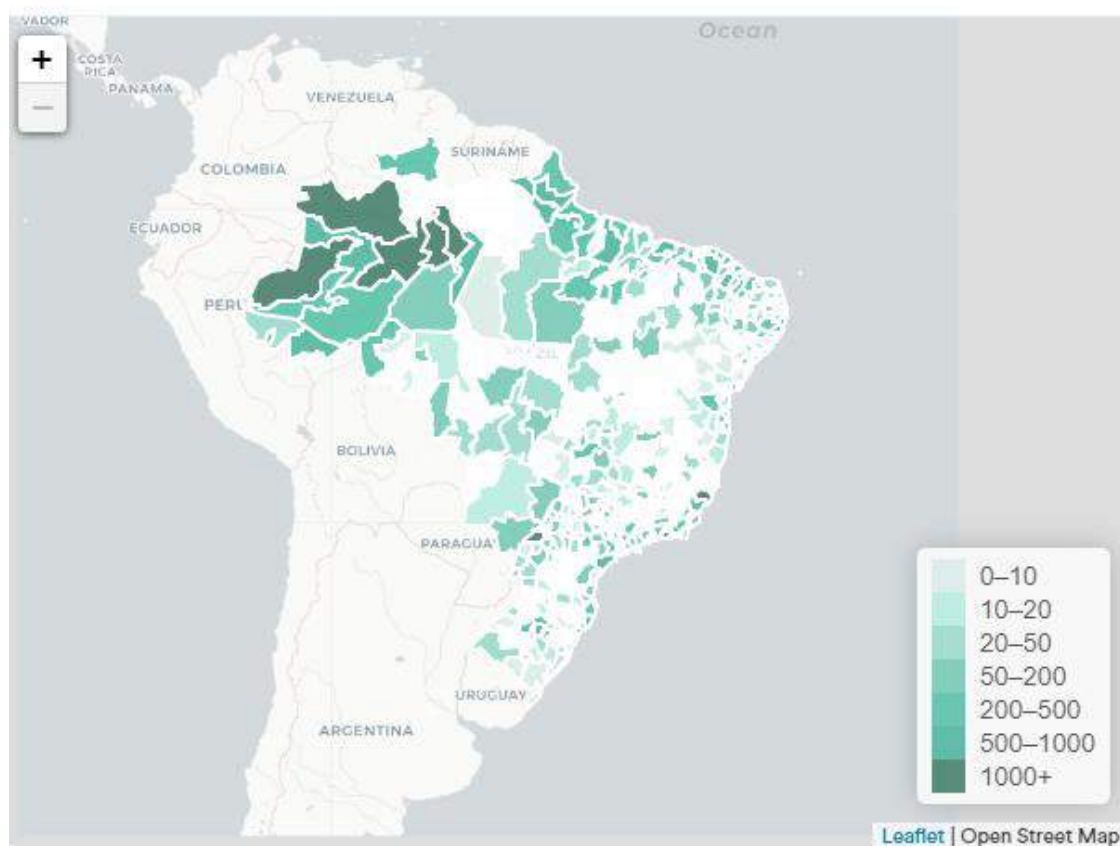 VADOR
Ocean
+
COSTA
RICA
PANAMA
−
VENEZUELA
SURINAME
COLOMBIA
ECUADOR
PERU
BOLIVIA
PARAGUAY
URUGUAY
ARGENTINA
0–10
10–20
20–50
50–200
200–500
500–1000
1000+
Leaflet | Open Street Map